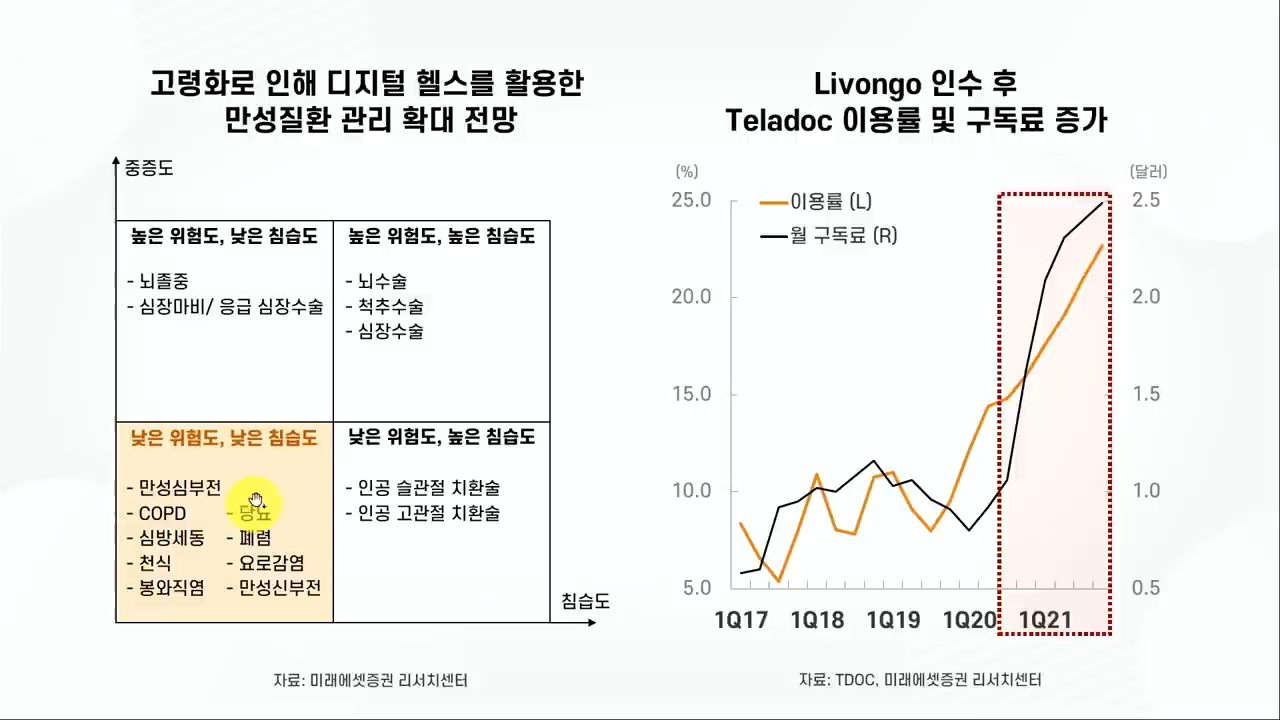 고령화로 인해 디지털 헬스를 활용한
만성질환 관리 확대 전망
중증도
높은 위험도, 낮은 침습도
- 뇌졸중
- 심장마비/ 응급 심장수술
높은 위험도, 높은 침습도
- 뇌수술
- 척추수술
- 심장수술
낮은 위험도, 낮은 침습도
- 만성심부전
- COPD
- 심방세동
- 천식
- 봉와직염
- 당뇨
- 폐렴
- 요로감염
- 만성신부전
낮은 위험도, 높은 침습도
- 인공 슬관절 치환술
- 인공 고관절 치환술
침습도
자료: 미래에셋증권 리서치센터
Livongo 인수 후
Teladoc 이용률 및 구독료 증가
(%)
(달러)
이용률 (L)
월 구독료 (R)
25.0
20.0
15.0
10.0
5.0
2.5
2.0
1.5
1.0
0.5
1Q17 1Q18 1Q19 1Q20 1Q21
자료: TDOC, 미래에셋증권 리서치센터